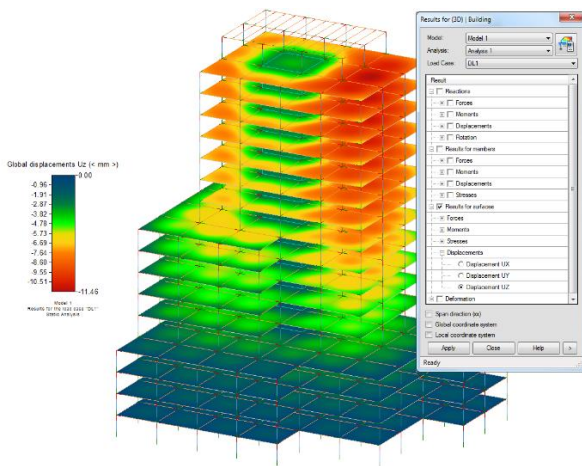 Results for (3D) | Building
Model: Model 1
Analysis: Analysis 1
Load Case: DL1
Result
Reactions
Forces
Moments
Displacements
Rotation
Results for members
Forces
Moments
Displacements
Stresses
Results for surfaces
Forces
Moments
Stresses
Displacements
Displacement UX
Displacement UY
Displacement UZ
Deformation
Span direction (xx)
Global coordinate system
Local coordinate system
Apply Close Help >
Ready
Global displacements Uz (< mm >)
0.00
-0.96
-1.91
-2.87
-3.82
-4.78
-5.73
-6.69
-7.64
-8.60
-9.55
-10.51
-11.46
Model 1
Results for the load case "DL1"
Static Analysis